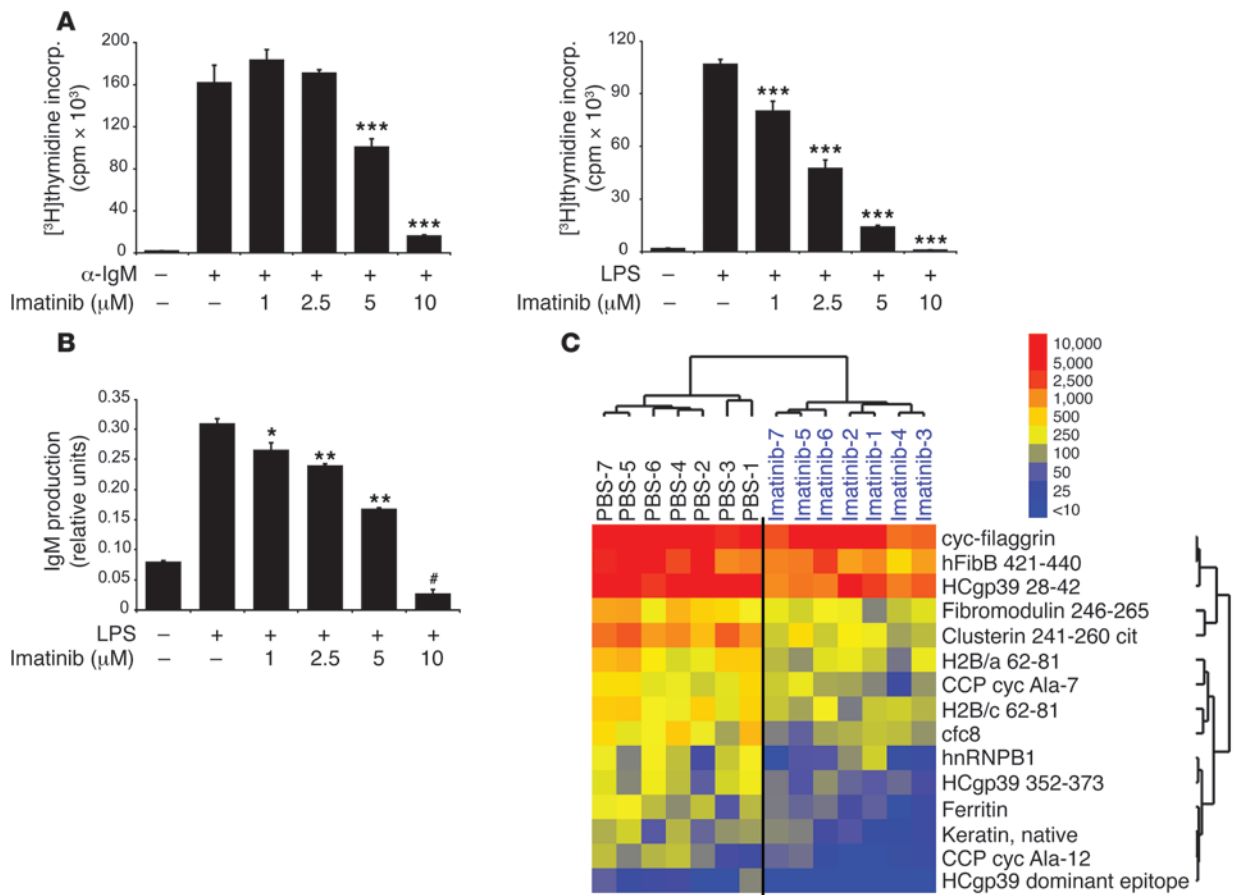 A
[³H]thymidine incorp.
(cpm × 10³)
200
160
120
80
40
0
***
***
α-IgM – + + + + +
Imatinib (μM) – – 1 2.5 5 10
[³H]thymidine incorp.
(cpm × 10³)
120
90
60
30
0
***
***
***
***
LPS – + + + + +
Imatinib (μM) – – 1 2.5 5 10
B
IgM production
(relative units)
0.35
0.30
0.25
0.20
0.15
0.10
0.05
0
*
**
**
#
LPS – + + + + +
Imatinib (μM) – – 1 2.5 5 10
C
10,000
5,000
2,500
1,000
500
250
100
50
25
<10
PBS-7
PBS-5
PBS-6
PBS-4
PBS-2
PBS-3
PBS-1
Imatinib-7
Imatinib-5
Imatinib-6
Imatinib-2
Imatinib-1
Imatinib-4
Imatinib-3
cyc-filaggrin
hFibB 421-440
HCgp39 28-42
Fibromodulin 246-265
Clusterin 241-260 cit
H2B/a 62-81
CCP cyc Ala-7
H2B/c 62-81
cfc8
hnRNPB1
HCgp39 352-373
Ferritin
Keratin, native
CCP cyc Ala-12
HCgp39 dominant epitope